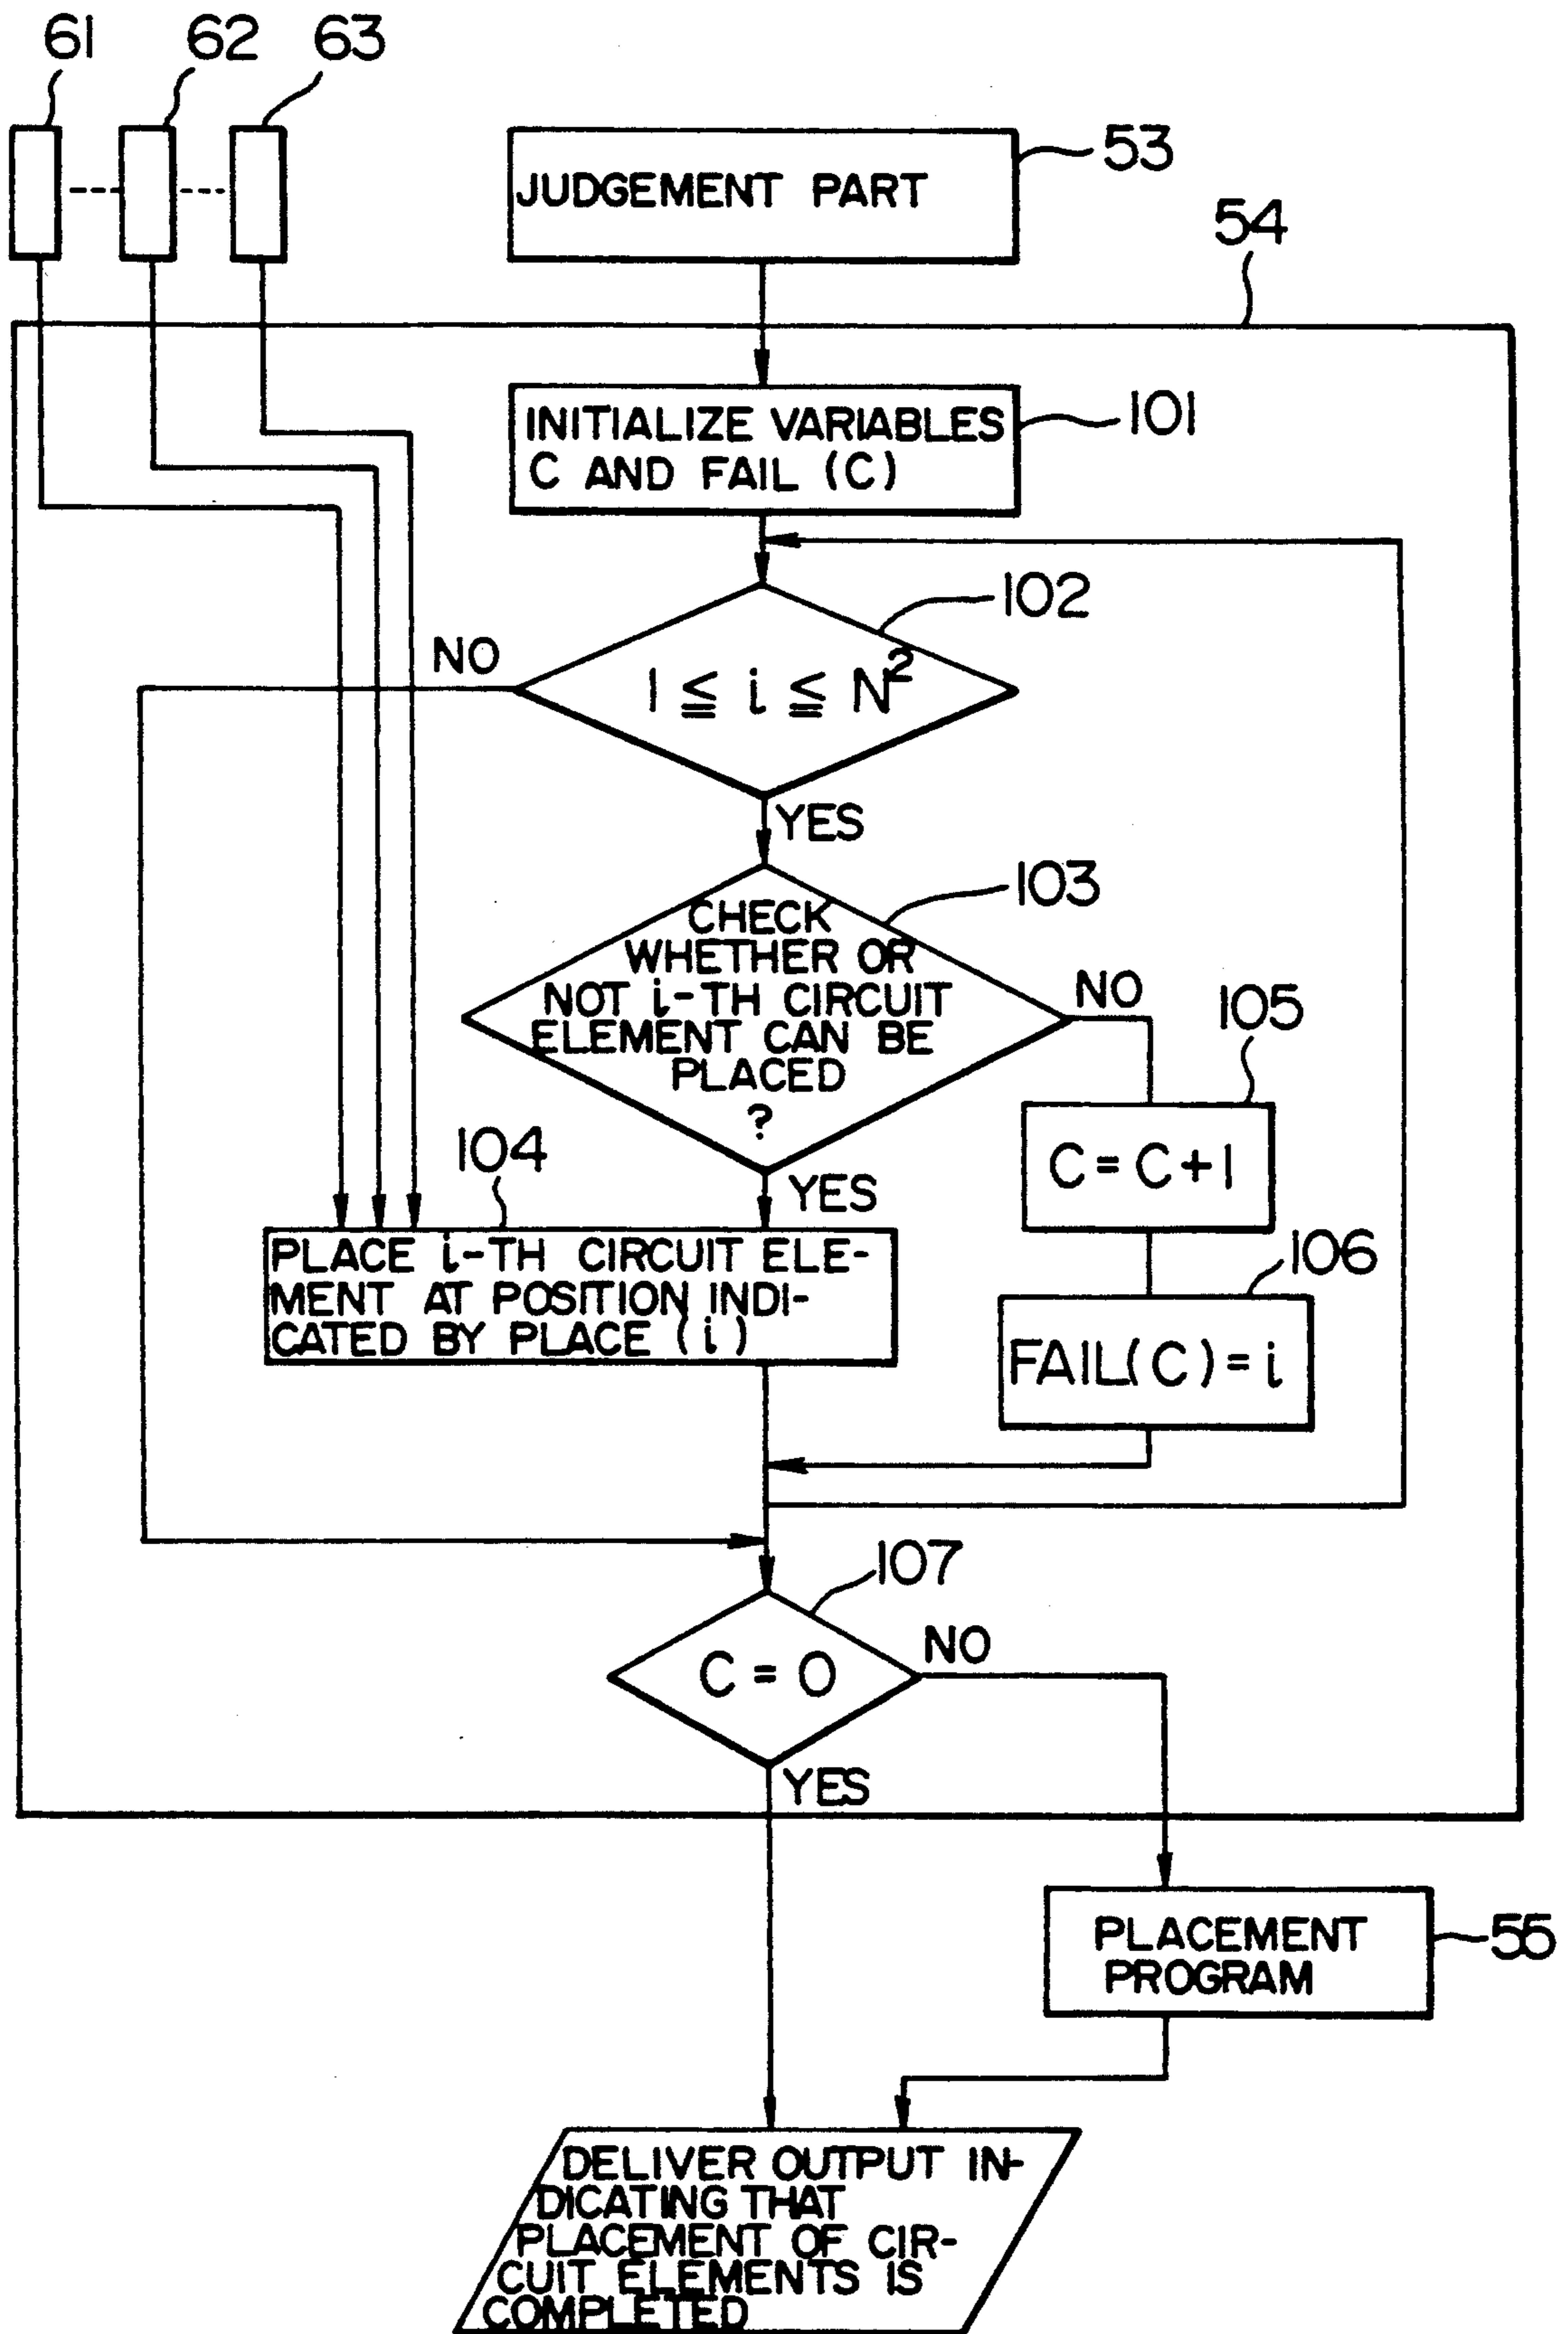 61
62
63
JUDGEMENT PART
53
54
INITIALIZE VARIABLES
C AND FAIL (C)
101
102
NO
1 ≦ i ≦ N²
YES
103
CHECK
WHETHER OR
NOT i-TH CIRCUIT
ELEMENT CAN BE
PLACED
?
NO
105
C = C + 1
104
YES
PLACE i-TH CIRCUIT ELE-
MENT AT POSITION INDI-
CATED BY PLACE (i)
106
FAIL(C) = i
107
C = 0
NO
YES
PLACEMENT
PROGRAM
55
DELIVER OUTPUT IN-
DICATING THAT
PLACEMENT OF CIR-
CUIT ELEMENTS IS
COMPLETED